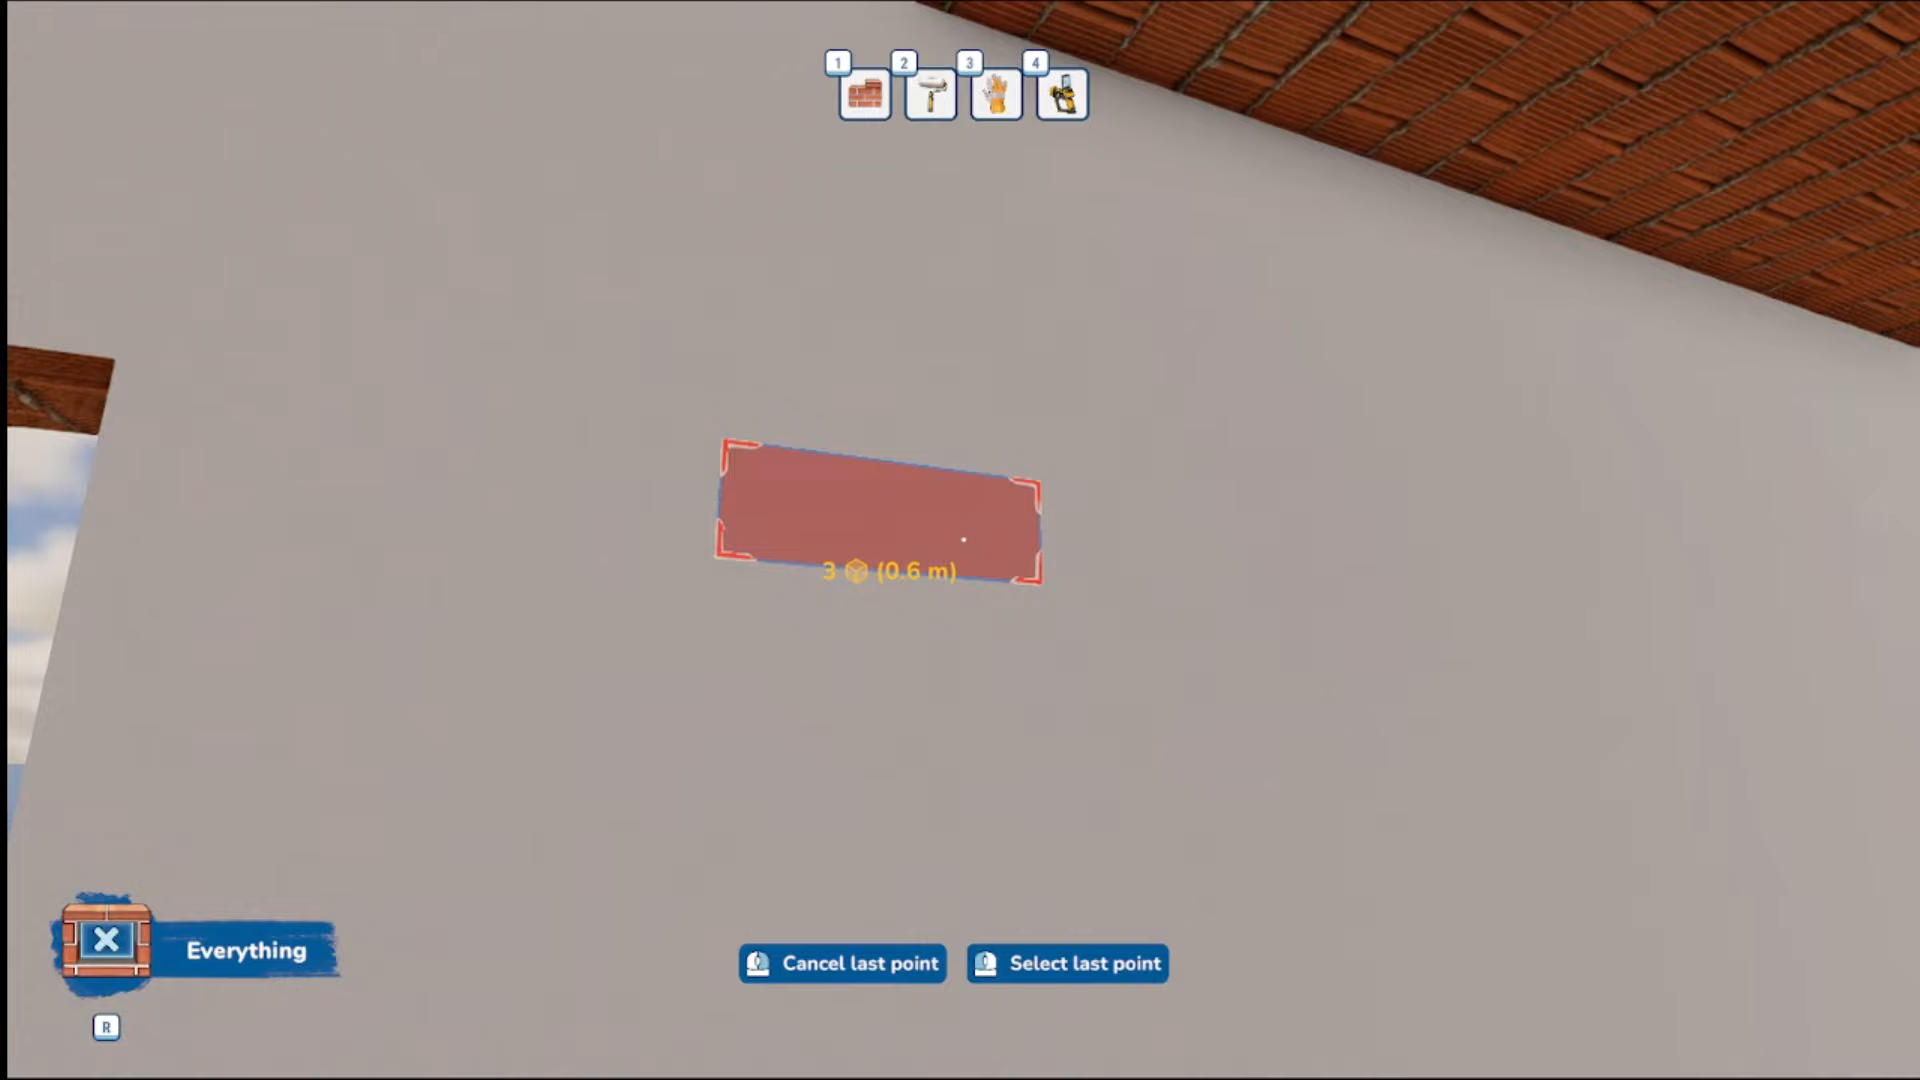 1 2 3 4
3 (0.6 m)
Everything
Cancel last point Select last point
R